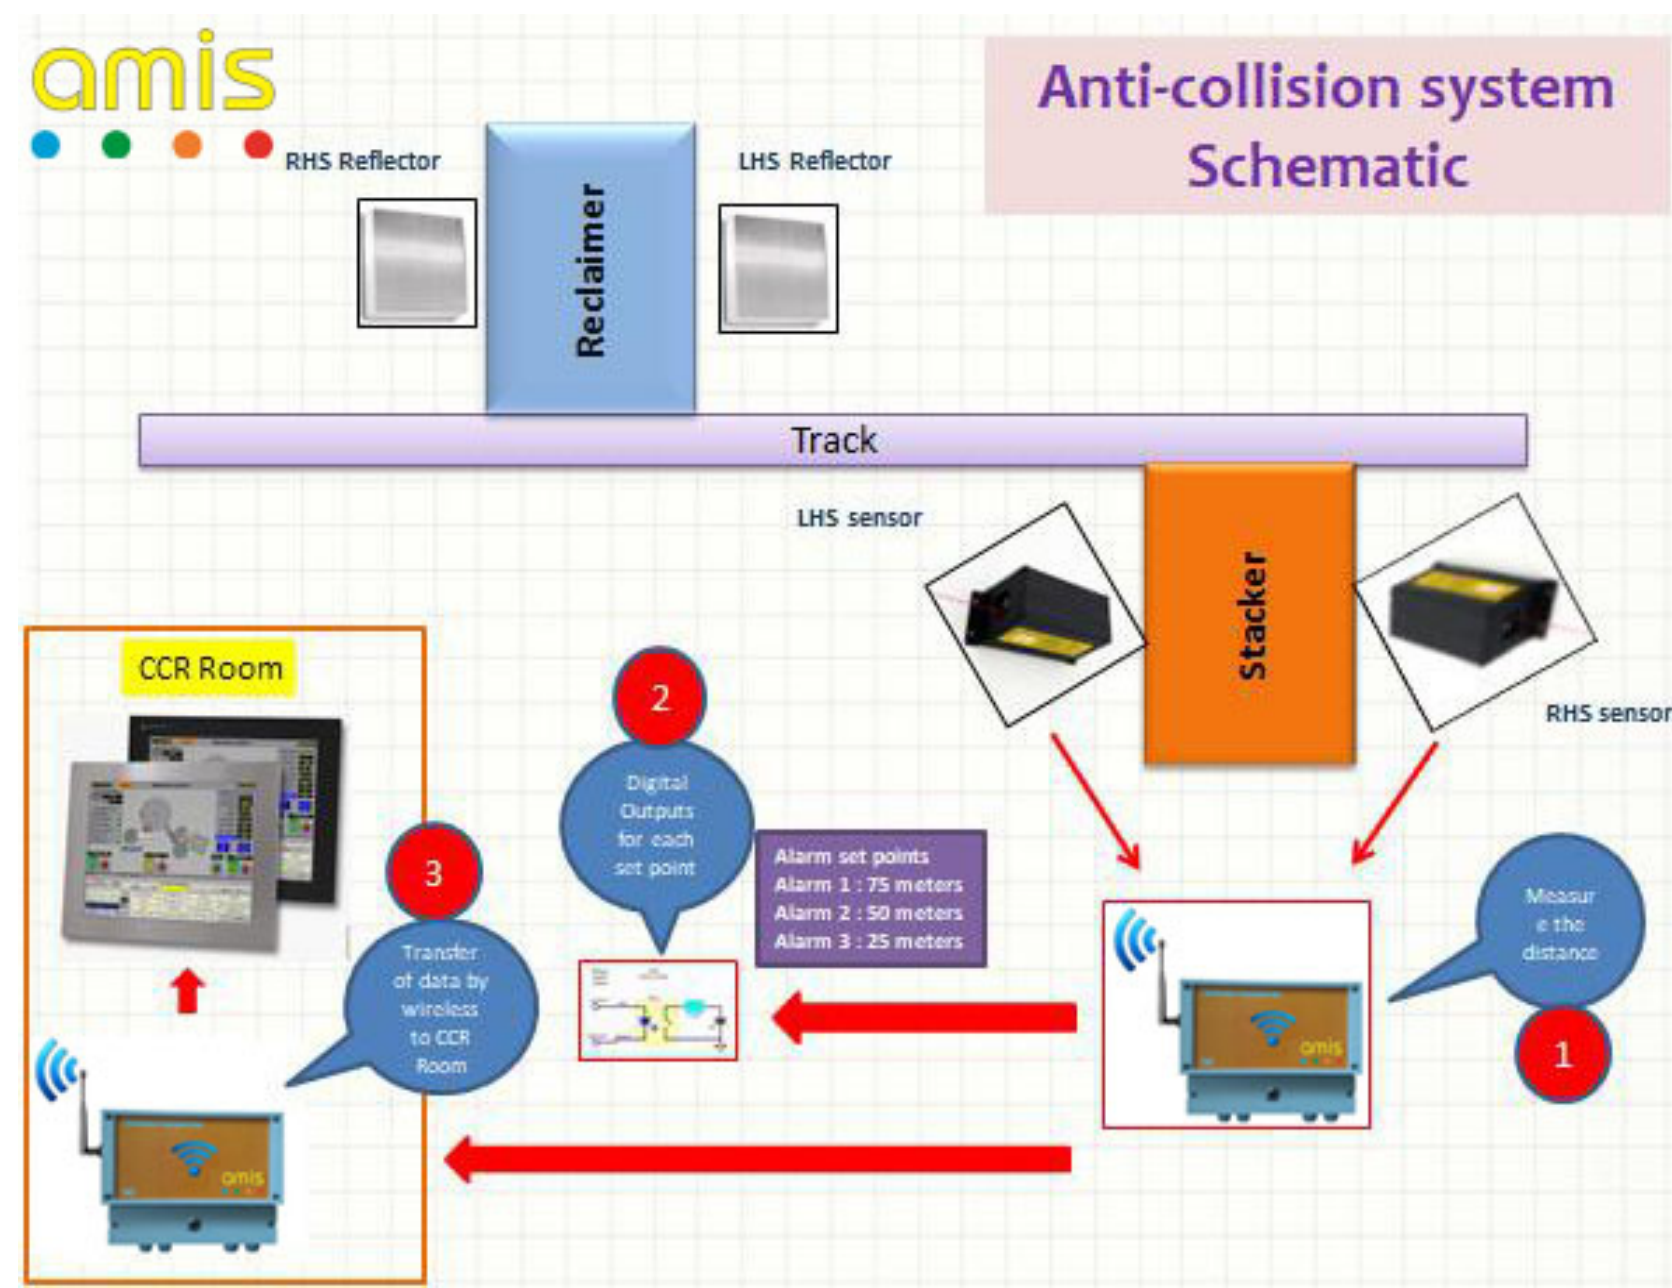 amis
Anti-collision system
Schematic
RHS Reflector
LHS Reflector
Reclaimer
Track
LHS sensor
Stacker
RHS sensor
CCR Room
2
Digital
Outputs
for each
set point
Alarm set points
Alarm 1 : 75 meters
Alarm 2 : 50 meters
Alarm 3 : 25 meters
3
Transfer
of data by
wireless
to CCR
Room
Measur
e the
distance
1
amis
amis